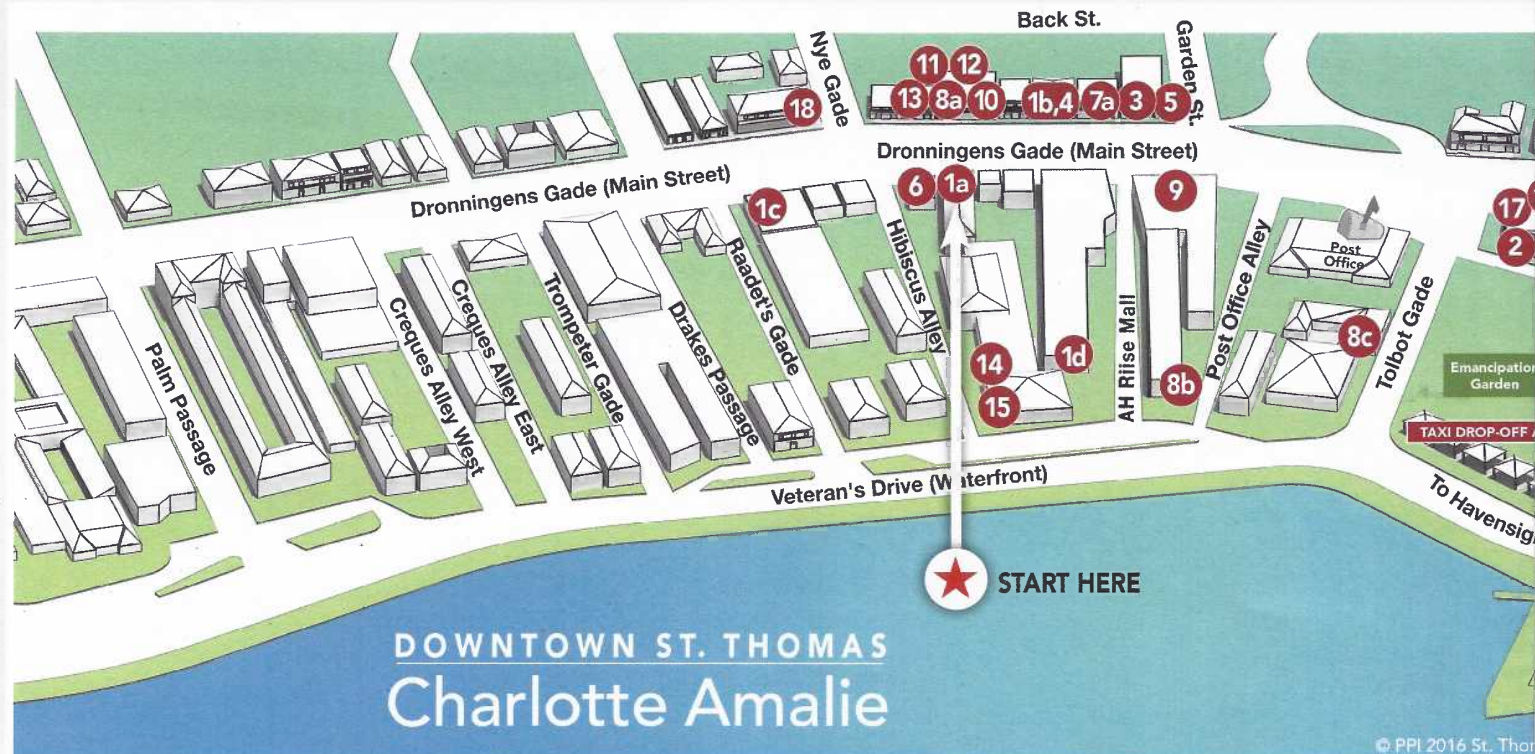 Back St.
Nye Gade
Garden St.
11 12
13 8a 10 1b,4 7a 3 5
18
Dronningens Gade (Main Street)
Dronningens Gade (Main Street)
6 1a
9
1c
17
2
Post
Office
Palm Passage
Creques Alley West
Creques Alley East
Trompeter Gade
Drakes Passage
Raadet's Gade
Hibiscus Alley
AH Riise Mall
Post Office Alley
Tolbot Gade
14
15
1d
8b
8c
Emancipation
Garden
TAXI DROP-OFF
To Havensig
Veteran's Drive (Waterfront)
START HERE
DOWNTOWN ST. THOMAS
Charlotte Amalie
© PPI 2016 St. Tho